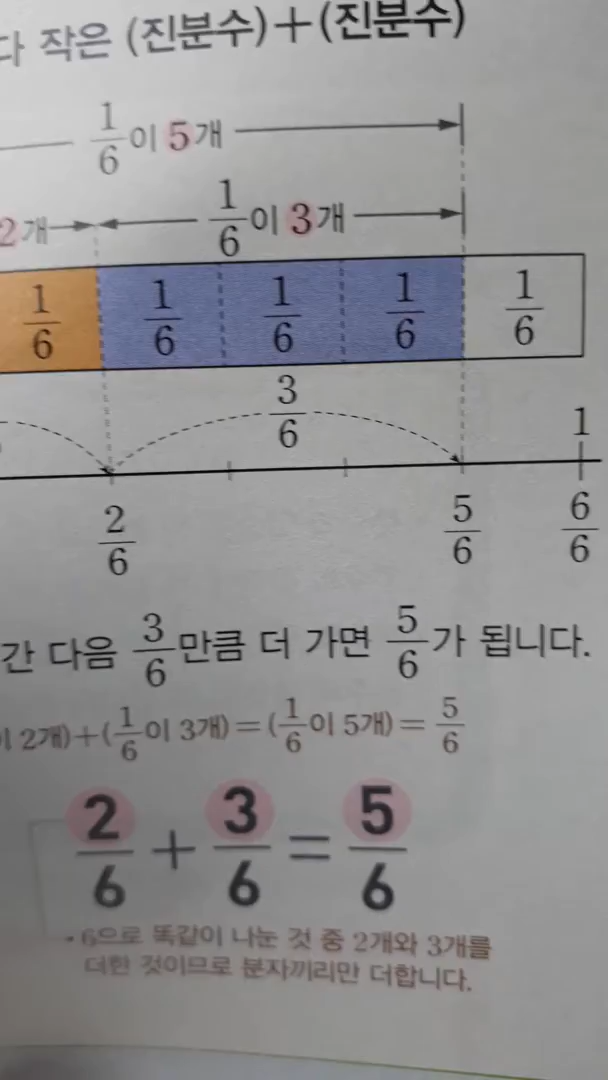 다 작은 (진분수)+(진분수)
1/6이 5개
2개 1/6이 3개
1/6 1/6 1/6 1/6 1/6
3/6
1
2/6 5/6 6/6
간 다음 3/6만큼 더 가면 5/6가 됩니다.
이 2개)+(1/6이 3개)=(1/6이 5개)=5/6
2/6+3/6=5/6
• 6으로 똑같이 나눈 것 중 2개와 3개를
더한 것이므로 분자끼리만 더합니다.